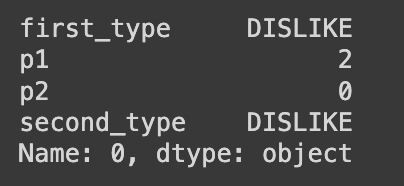 first_type     DISLIKE
p1                   2
p2                   0
second_type    DISLIKE
Name: 0, dtype: object